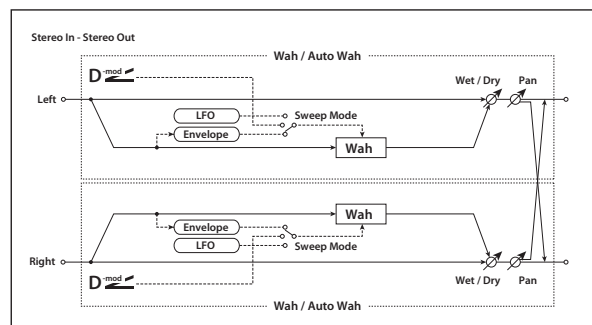 Stereo In - Stereo Out
Wah / Auto Wah
D-mod
Wet / Dry
Pan
Left
LFO
Sweep Mode
Envelope
Wah
Wah
Envelope
Sweep Mode
LFO
Right
D-mod
Wet / Dry
Pan
Wah / Auto Wah